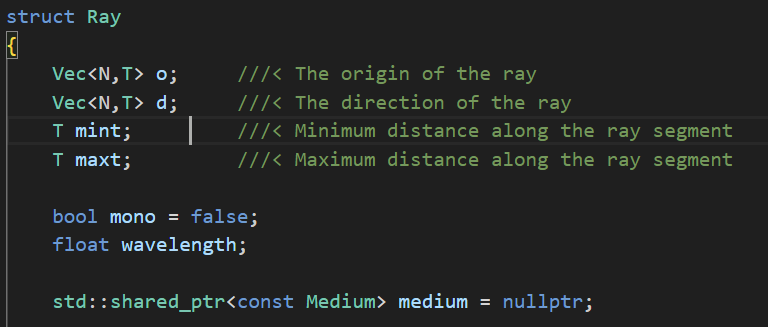 struct Ray
{
Vec<N,T> o; ///< The origin of the ray
Vec<N,T> d; ///< The direction of the ray
T mint; ///< Minimum distance along the ray segment
T maxt; ///< Maximum distance along the ray segment
bool mono = false;
float wavelength;
std::shared_ptr<const Medium> medium = nullptr;